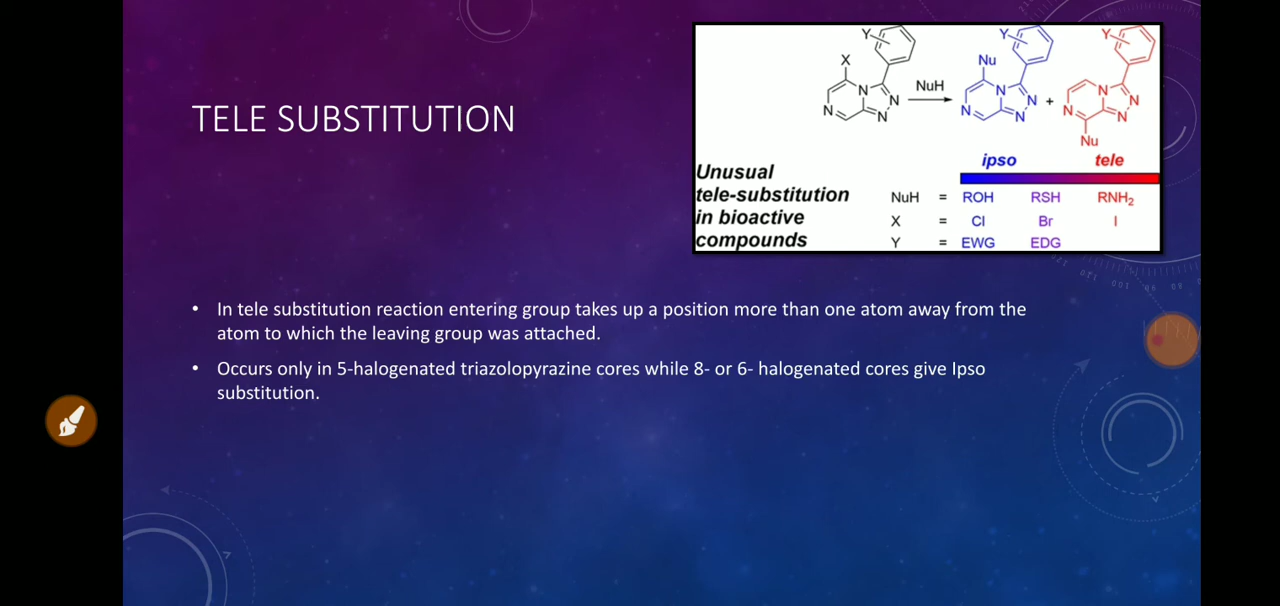 TELE SUBSTITUTION
Y
X
N
N
N
N
NuH
Y
Nu
N
N
N
N
+
Y
N
N
N
N
Nu
ipso tele
Unusual
tele-substitution
in bioactive
compounds
NuH = ROH RSH RNH₂
X = Cl Br I
Y = EWG EDG
• In tele substitution reaction entering group takes up a position more than one atom away from the
atom to which the leaving group was attached.
• Occurs only in 5-halogenated triazolopyrazine cores while 8- or 6- halogenated cores give Ipso
substitution.